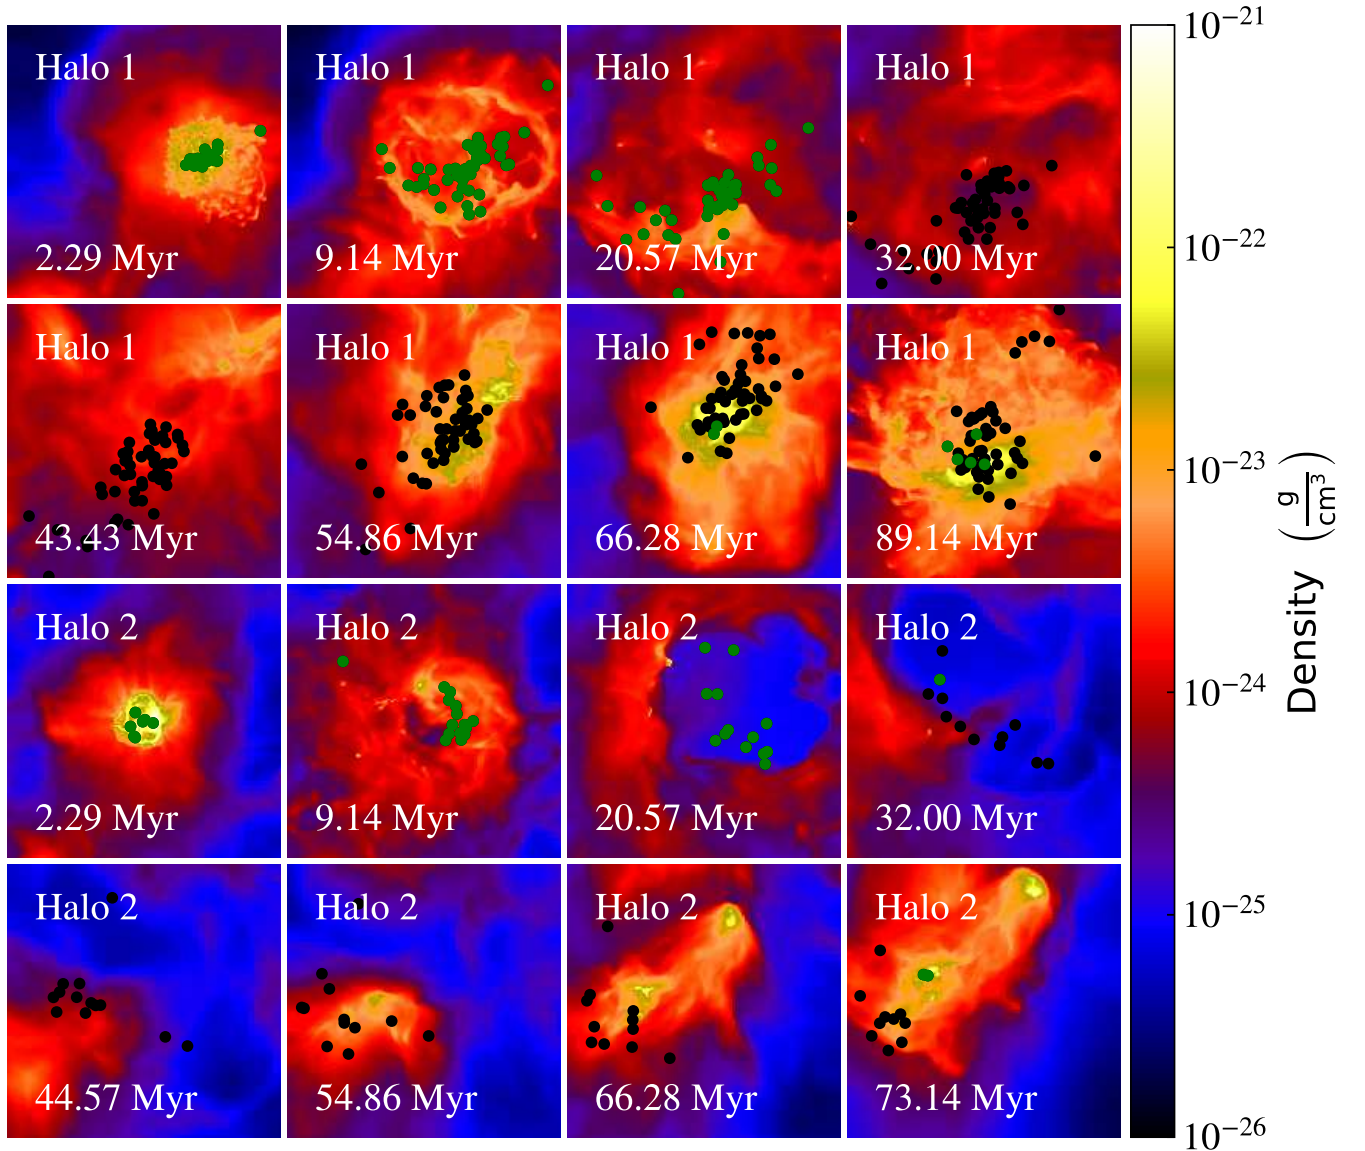 Halo 1
2.29 Myr
Halo 1
9.14 Myr
Halo 1
20.57 Myr
Halo 1
32.00 Myr
Halo 1
43.43 Myr
Halo 1
54.86 Myr
Halo 1
66.28 Myr
Halo 1
89.14 Myr
Halo 2
2.29 Myr
Halo 2
9.14 Myr
Halo 2
20.57 Myr
Halo 2
32.00 Myr
Halo 2
44.57 Myr
Halo 2
54.86 Myr
Halo 2
66.28 Myr
Halo 2
73.14 Myr
10⁻²¹
10⁻²²
10⁻²³
10⁻²⁴
10⁻²⁵
10⁻²⁶
Density (g/cm³)